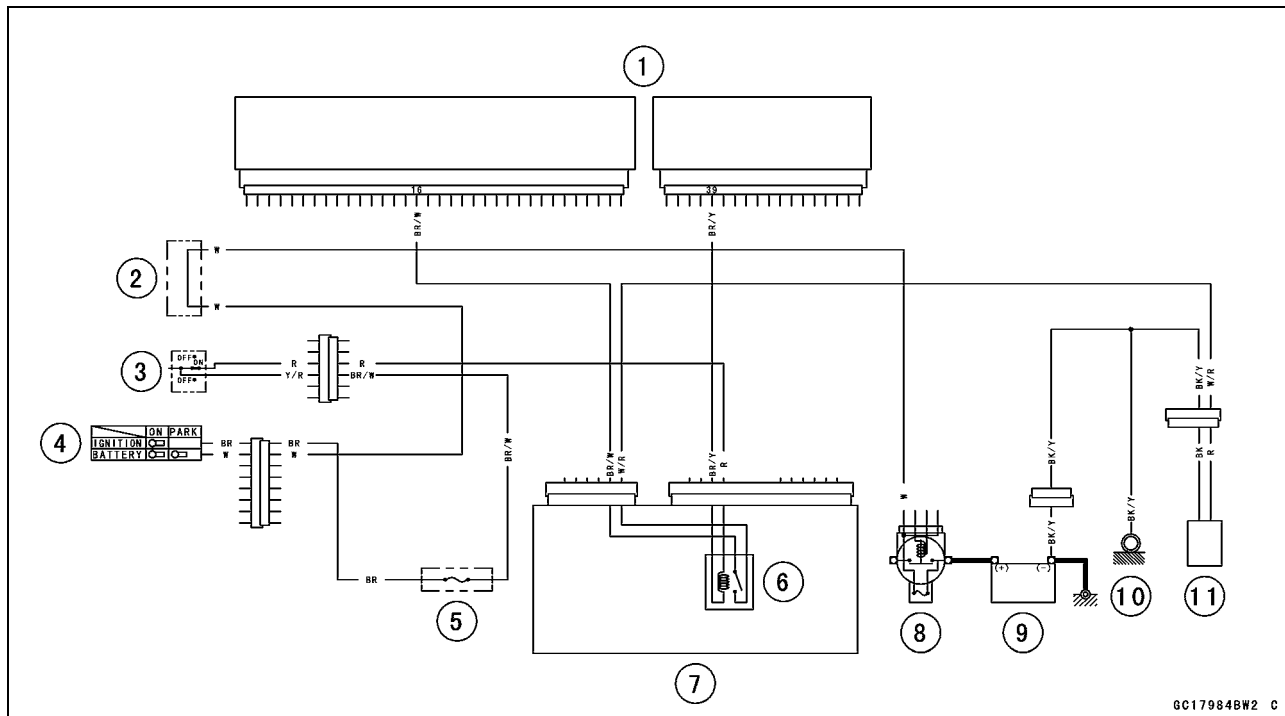 1
16
39
BR/W
BR/Y
2
W
W
3
OFF
ON
OFF
R
R
Y/R
BR/W
BR/W
4
ON PARK
IGNITION
BATTERY
BR
BR
W
W
BR
5
BR/W
W/R
BR/Y
R
6
7
W
8
(+) (-)
9
BK/Y
BK/Y
BK/Y
10
BK/Y
W/R
BK
R
11
GC17984BW2 C